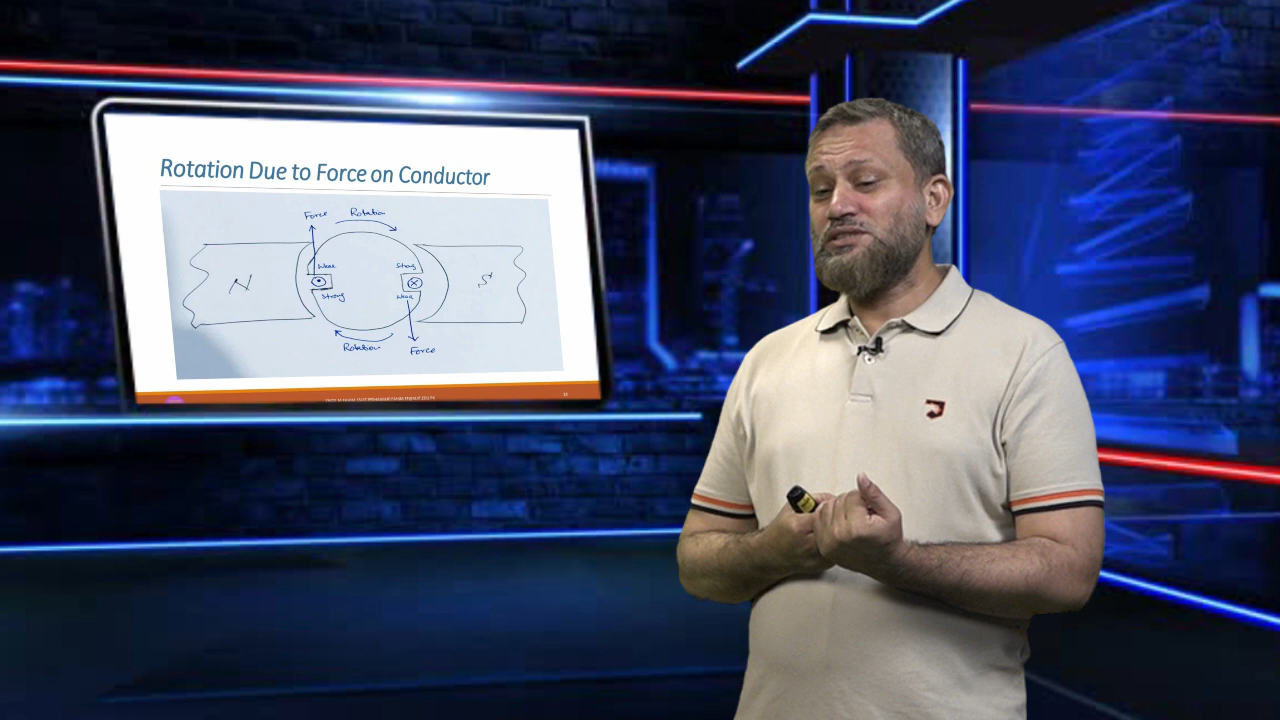 Rotation Due to Force on Conductor
Force Rotation
Weak Strong
N S
Strong Weak
Rotation Force